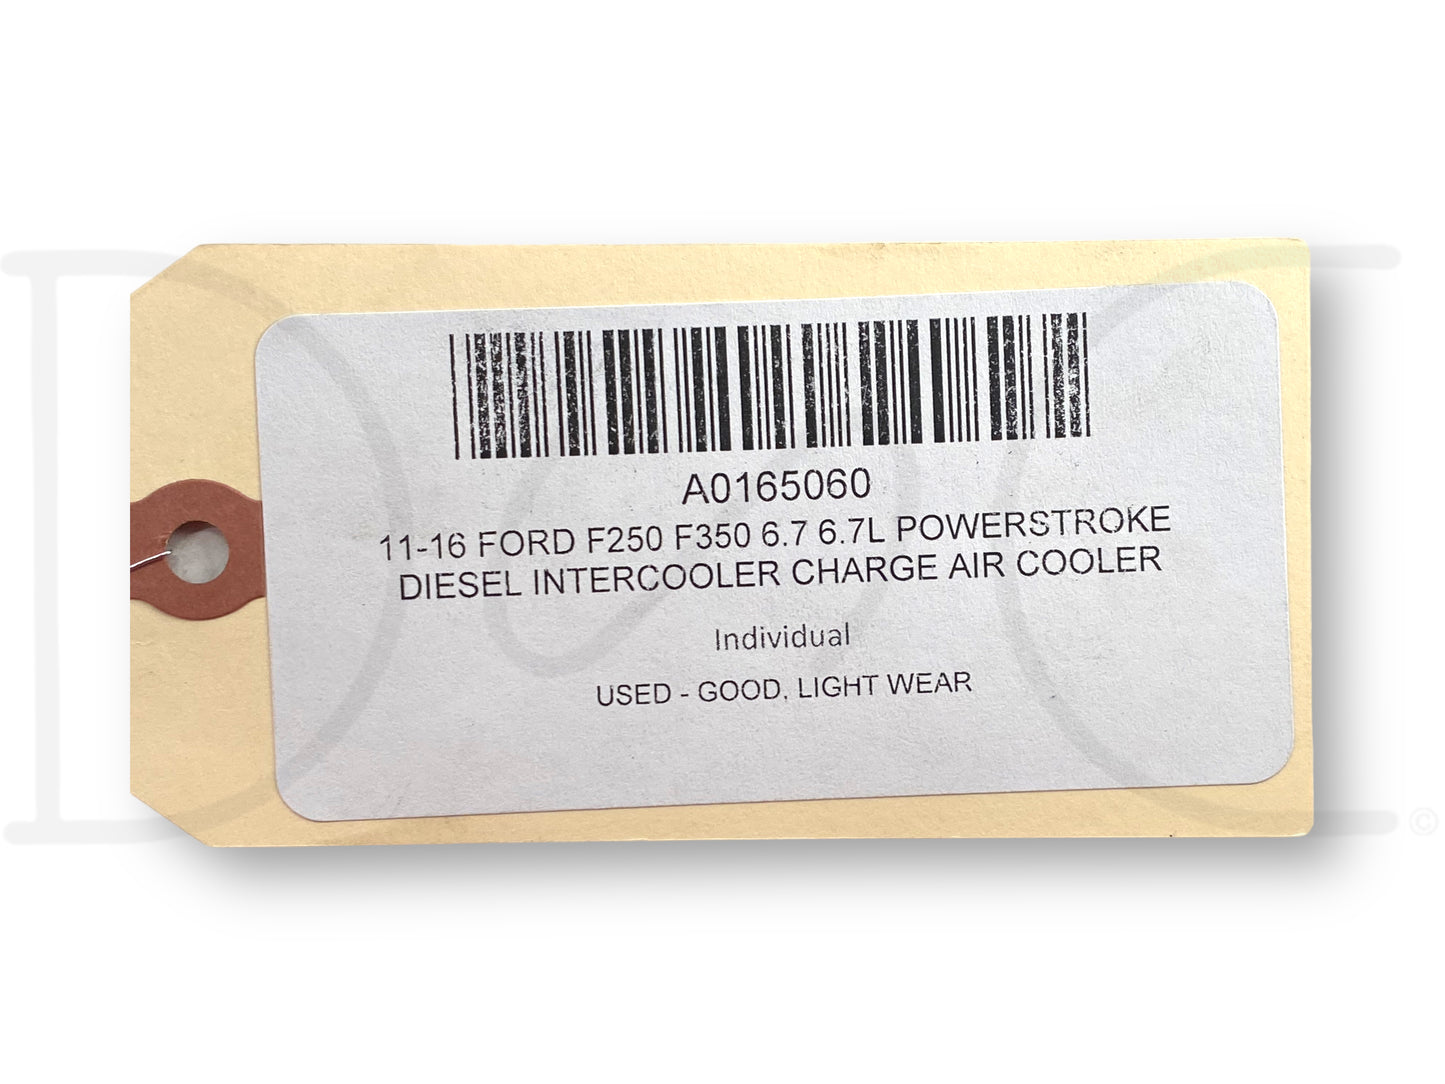 A0165060
11-16 FORD F250 F350 6.7 6.7L POWERSTROKE
DIESEL INTERCOOLER CHARGE AIR COOLER
Individual
USED - GOOD, LIGHT WEAR